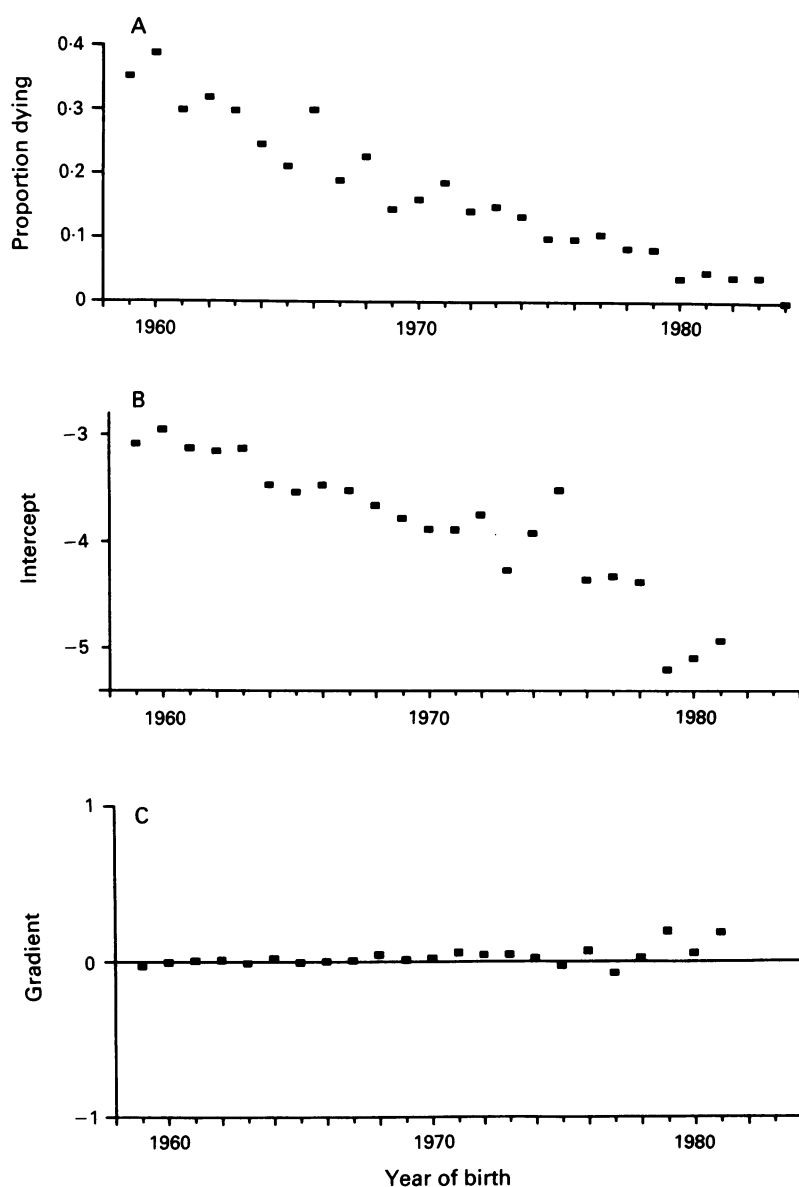 A
Proportion dying
0·4
0·3
0·2
0·1
0
1960 1970 1980
B
Intercept
−3
−4
−5
1960 1970 1980
C
Gradient
1
0
−1
1960 1970 1980
Year of birth